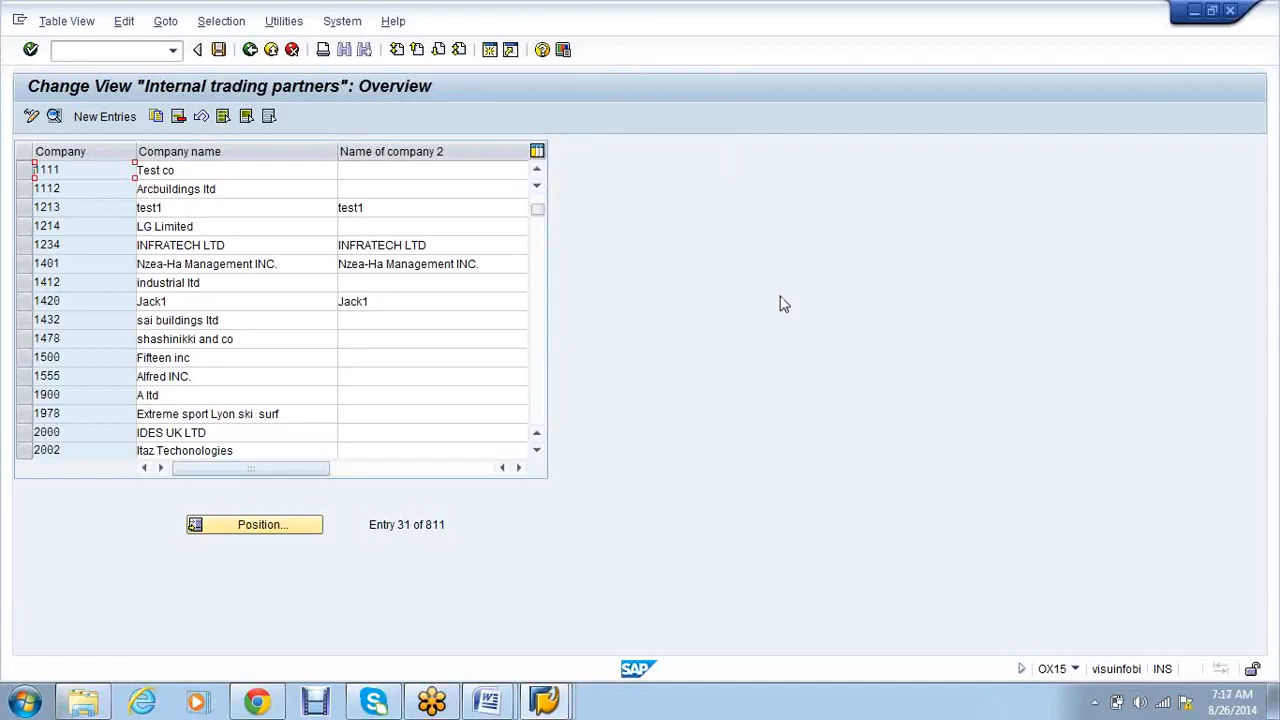 Table View Edit Goto Selection Utilities System Help
Change View "Internal trading partners": Overview
New Entries
Company Company name Name of company 2
1111 Test co
1112 Arcbuildings ltd
1213 test1 test1
1214 LG Limited
1234 INFRATECH LTD INFRATECH LTD
1401 Nzea-Ha Management INC. Nzea-Ha Management INC.
1412 industrial ltd
1420 Jack1 Jack1
1432 sai buildings ltd
1478 shashinikki and co
1500 Fifteen inc
1555 Alfred INC.
1900 A ltd
1978 Extreme sport Lyon ski surf
2000 IDES UK LTD
2002 Itaz Techonologies
Position... Entry 31 of 811
SAP OX15 visuinfobi INS
7:17 AM
8/26/2014